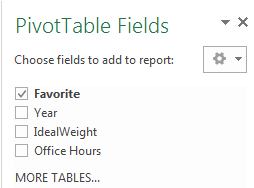 PivotTable Fields
Choose fields to add to report:
Favorite
Year
IdealWeight
Office Hours
MORE TABLES...